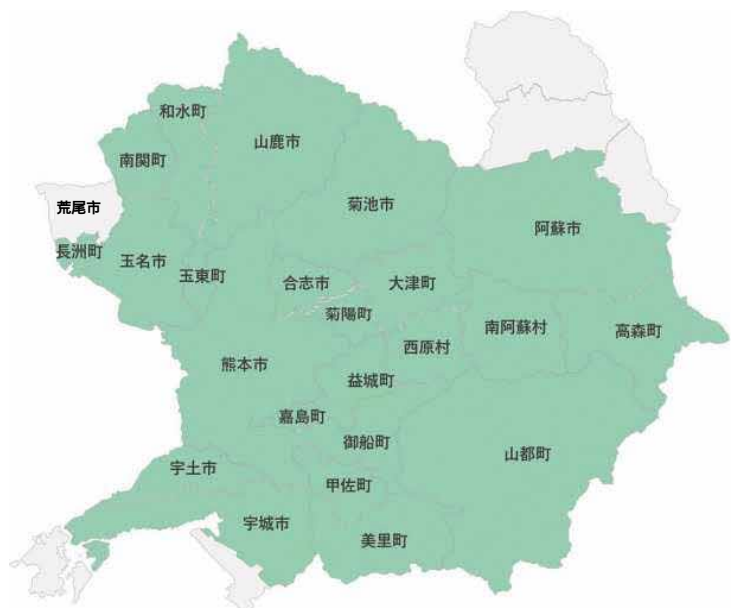 和水町
山鹿市
南関町
荒尾市
菊池市
阿蘇市
長洲町
玉名市
玉東町
合志市
大津町
菊陽町
南阿蘇村
高森町
西原村
熊本市
益城町
嘉島町
御船町
山都町
宇土市
甲佐町
宇城市
美里町